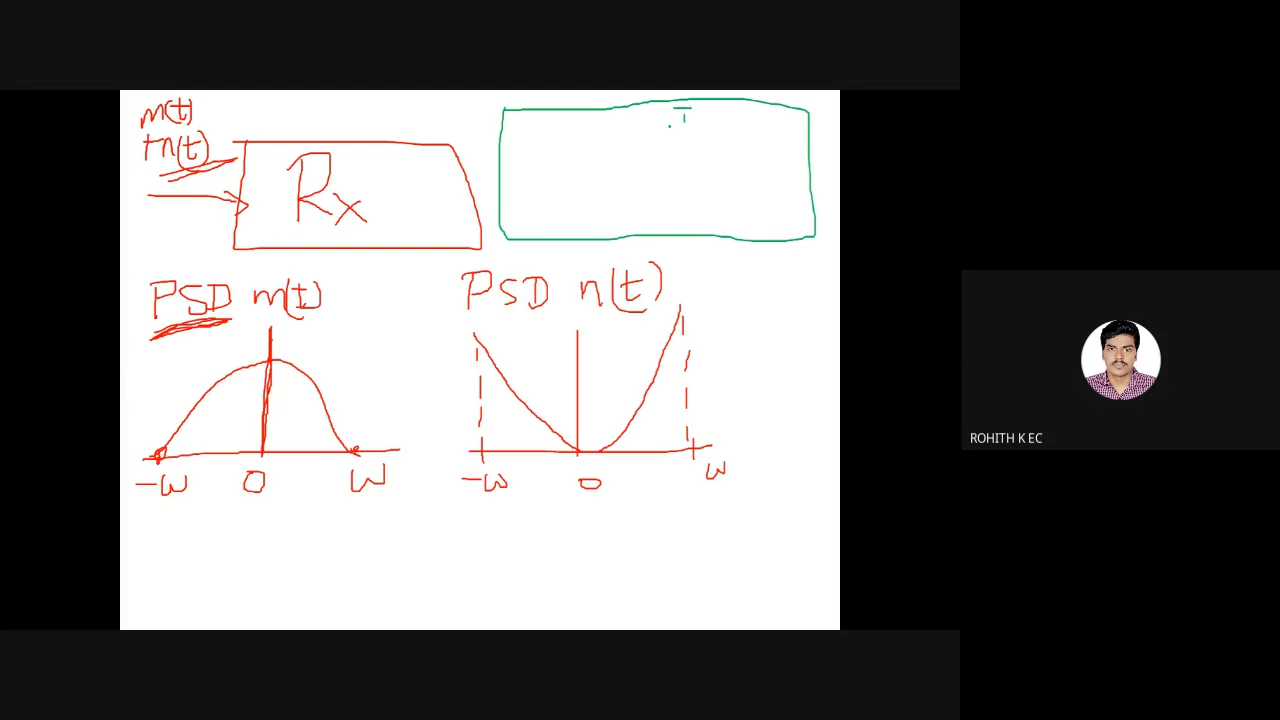 m(t)
+n(t)
Rx
PSD m(t)
PSD n(t)
-W 0 W
-W 0 W
ROHITH K EC